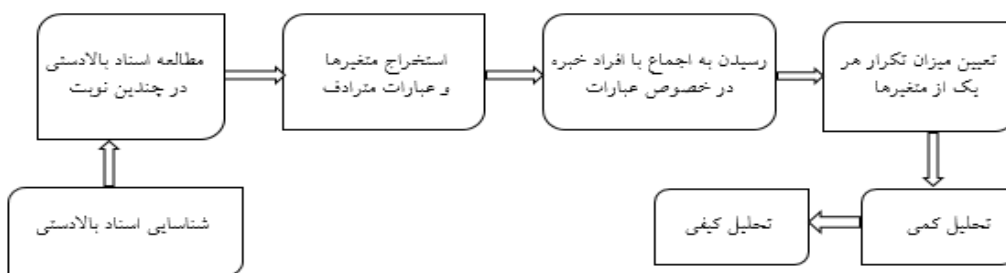 شناسایی اسناد بالادستی
مطالعه اسناد بالادستی
در چندین نوبت
استخراج متغیرها
و عبارات مترادف
رسیدن به اجماع با افراد خبره
در خصوص عبارات
تعیین میزان تکرار هر
یک از متغیرها
تحلیل کمی
تحلیل کیفی